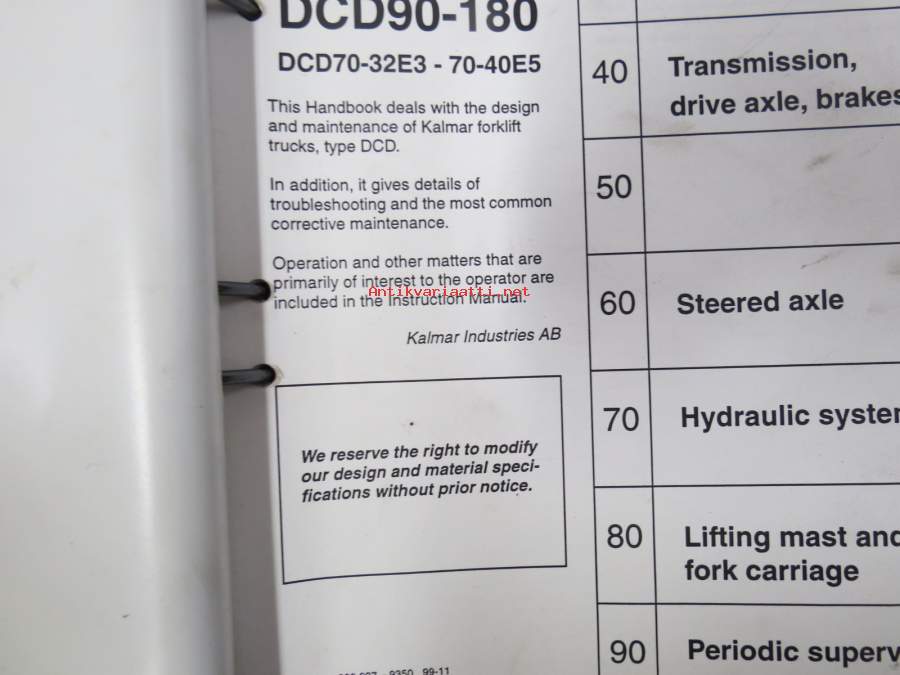 DCD90-180
DCD70-32E3 - 70-40E5
This Handbook deals with the design
and maintenance of Kalmar forklift
trucks, type DCD.
In addition, it gives details of
troubleshooting and the most common
corrective maintenance.
Operation and other matters that are
primarily of interest to the operator are
included in the Instruction Manual.
Antikvariaatti.net
Kalmar Industries AB
We reserve the right to modify
our design and material speci-
fications without prior notice.
9350 99-11
40 Transmission,
drive axle, brakes
50
60 Steered axle
70 Hydraulic system
80 Lifting mast and
fork carriage
90 Periodic superv